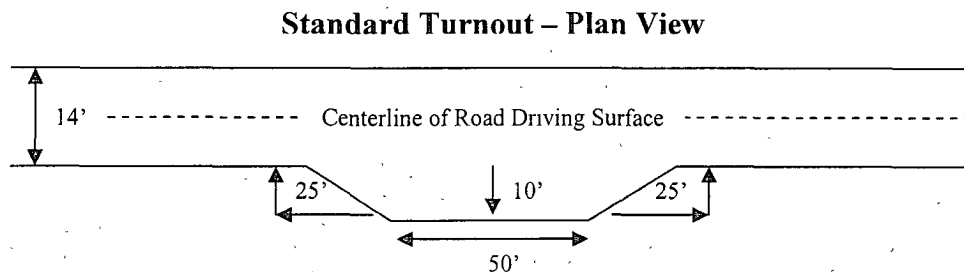 Standard Turnout – Plan View
14'
Centerline of Road Driving Surface
25'
10'
25'
50'